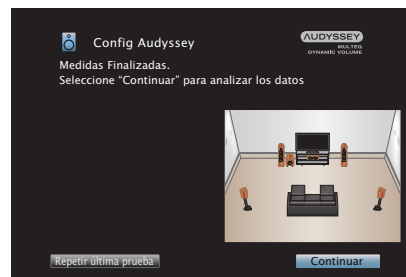 Config Audyssey
AUDYSSEY
MULTEQ
DYNAMIC VOLUME
Medidas Finalizadas.
Seleccione “Continuar” para analizar los datos
Repetir última prueba
Continuar